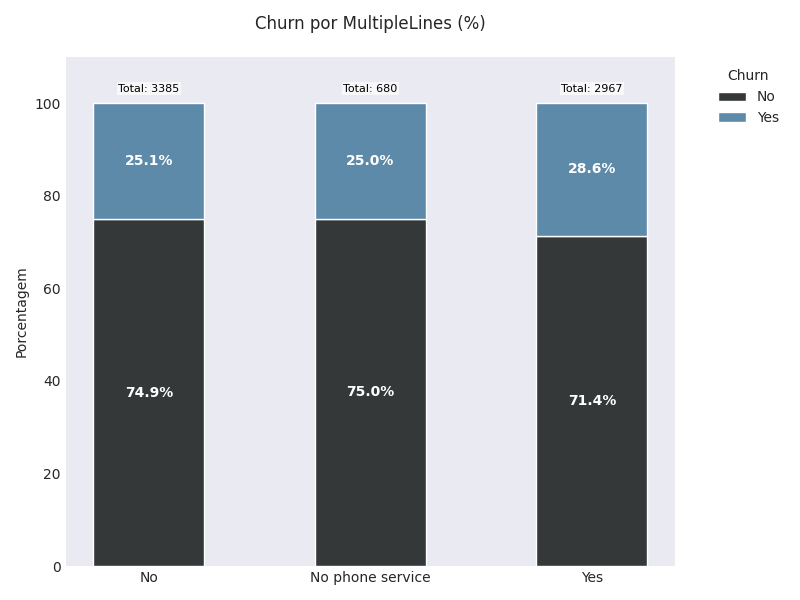 Churn por MultipleLines (%)
Total: 3385
Total: 680
Total: 2967
Churn
No
Yes
100
80
60
40
20
0
Porcentagem
25.1%
25.0%
28.6%
74.9%
75.0%
71.4%
No
No phone service
Yes